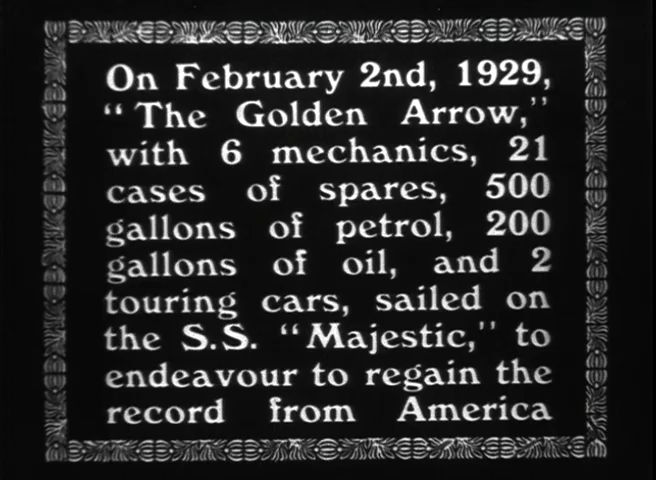 On February 2nd, 1929,
"The Golden Arrow,"
with 6 mechanics, 21
cases of spares, 500
gallons of petrol, 200
gallons of oil, and 2
touring cars, sailed on
the S.S. "Majestic," to
endeavour to regain the
record from America